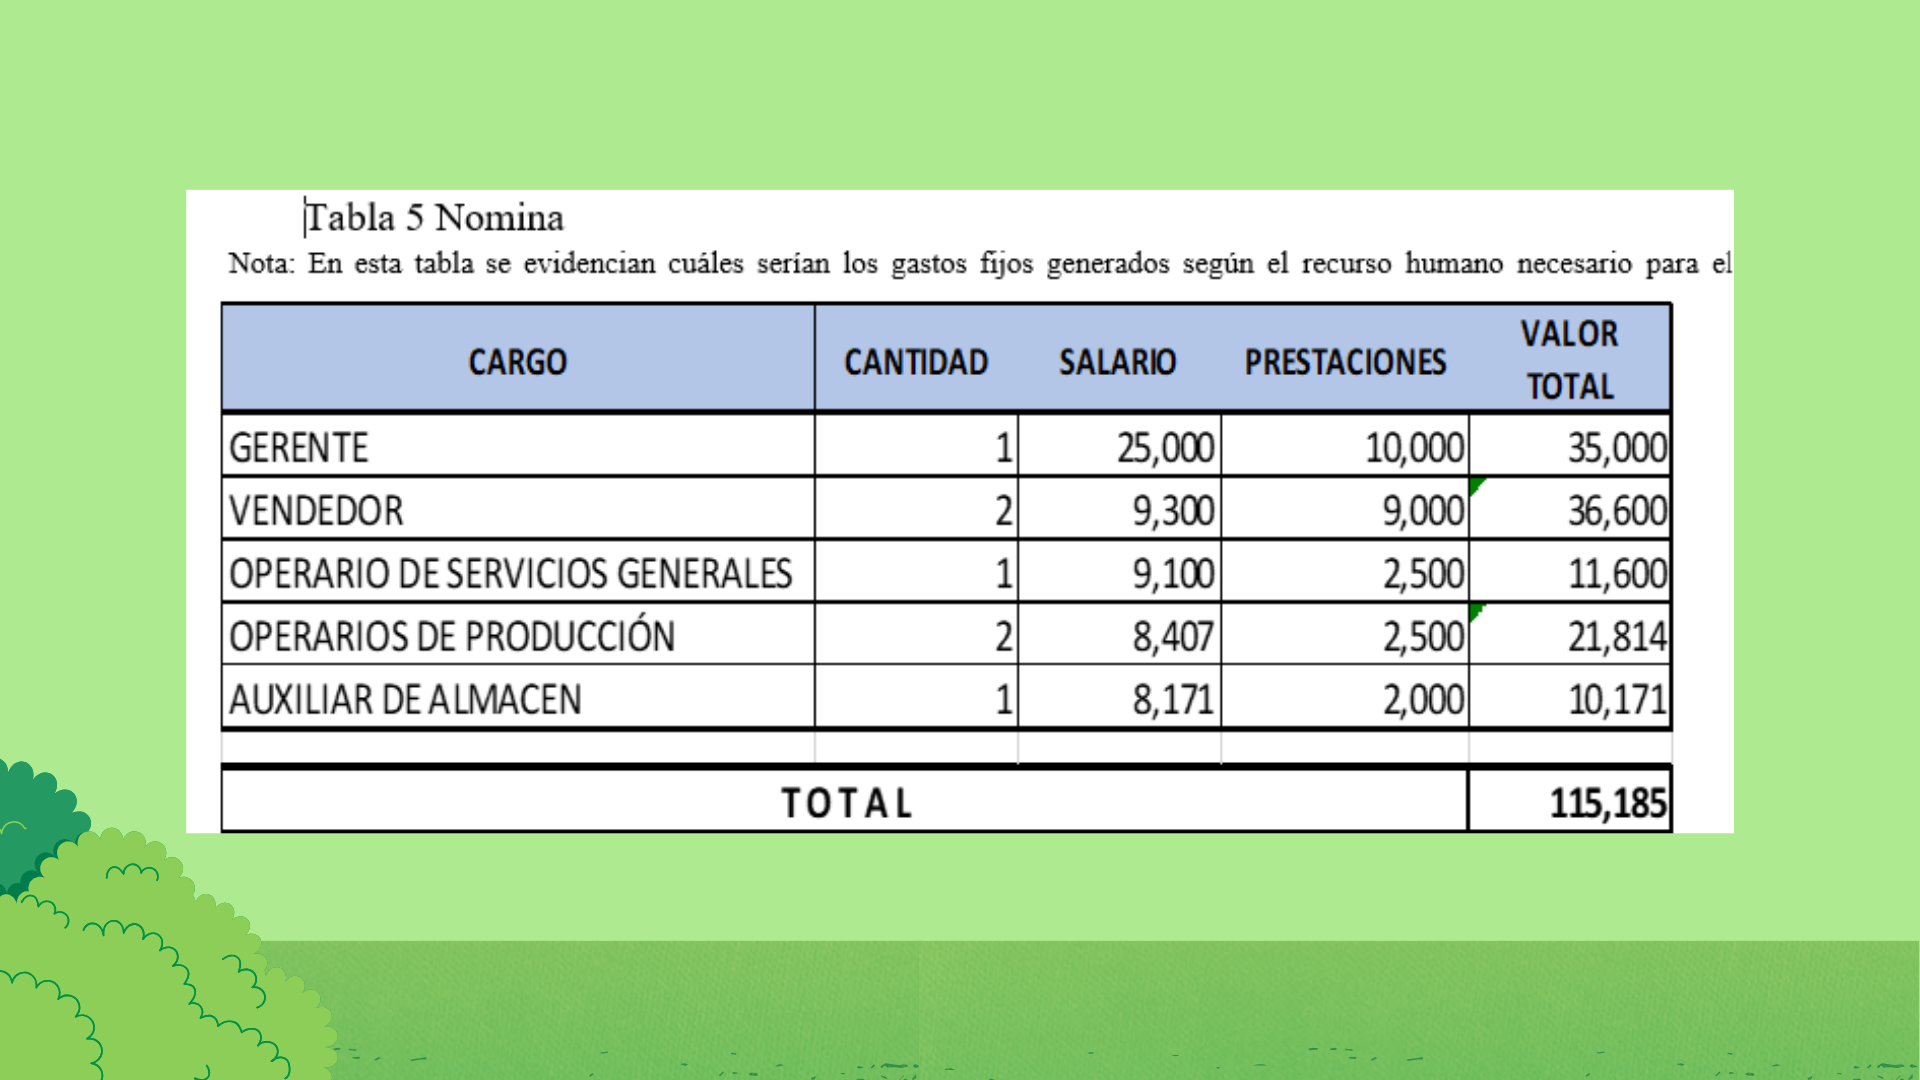 Tabla 5 Nomina
Nota: En esta tabla se evidencian cuáles serían los gastos fijos generados según el recurso humano necesario para el
CARGO CANTIDAD SALARIO PRESTACIONES VALOR TOTAL
GERENTE 1 25,000 10,000 35,000
VENDEDOR 2 9,300 9,000 36,600
OPERARIO DE SERVICIOS GENERALES 1 9,100 2,500 11,600
OPERARIOS DE PRODUCCIÓN 2 8,407 2,500 21,814
AUXILIAR DE ALMACEN 1 8,171 2,000 10,171
TOTAL 115,185